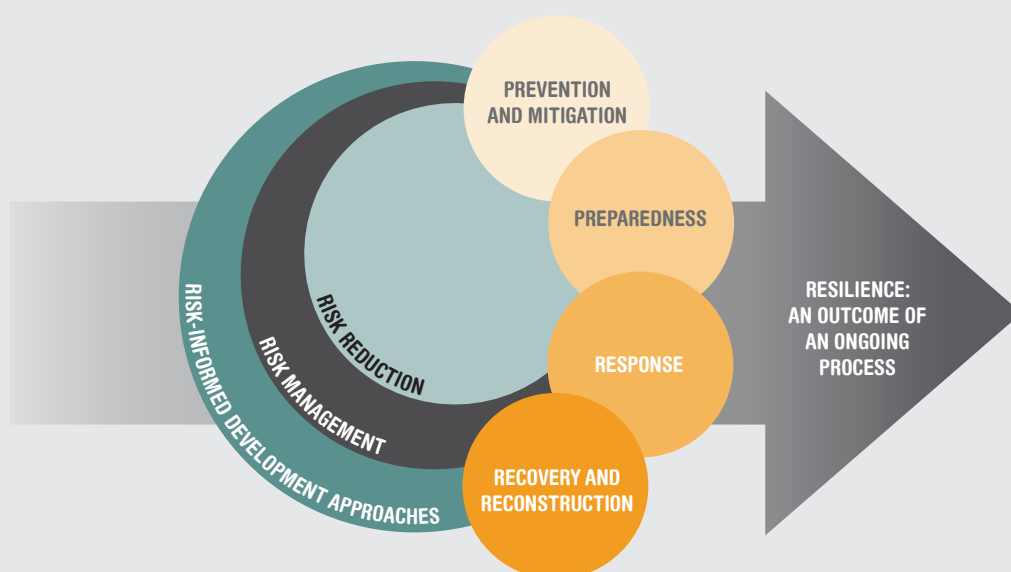 PREVENTION
AND MITIGATION
PREPAREDNESS
RESPONSE
RECOVERY AND
RECONSTRUCTION
RISK REDUCTION
RISK MANAGEMENT
RISK-INFORMED DEVELOPMENT APPROACHES
RESILIENCE:
AN OUTCOME OF
AN ONGOING
PROCESS